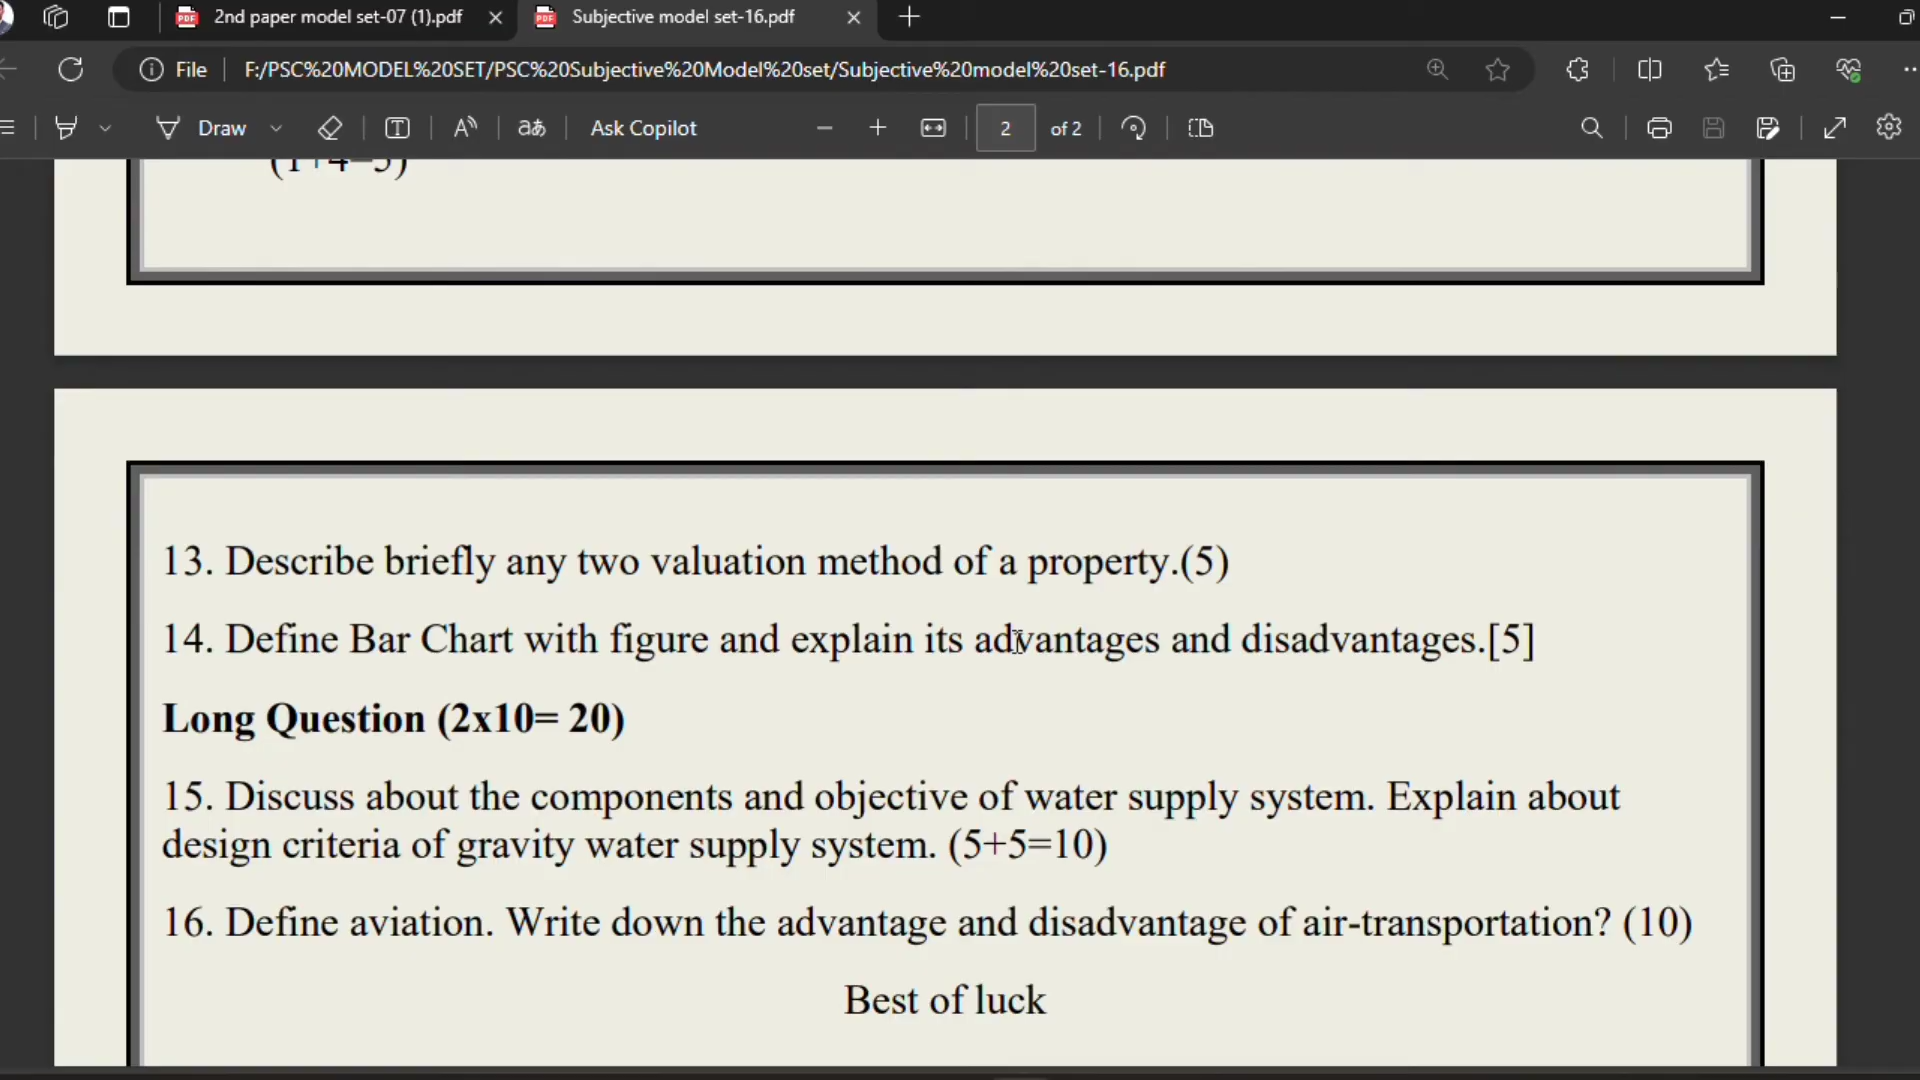 2nd paper model set-07 (1).pdf
Subjective model set-16.pdf
File
F:/PSC%20MODEL%20SET/PSC%20Subjective%20Model%20set/Subjective%20model%20set-16.pdf
Draw
aあ
Ask Copilot
2
of 2
(1+4=5)
13. Describe briefly any two valuation method of a property.(5)
14. Define Bar Chart with figure and explain its advantages and disadvantages.[5]
Long Question (2x10= 20)
15. Discuss about the components and objective of water supply system. Explain about
design criteria of gravity water supply system. (5+5=10)
16. Define aviation. Write down the advantage and disadvantage of air-transportation? (10)
Best of luck